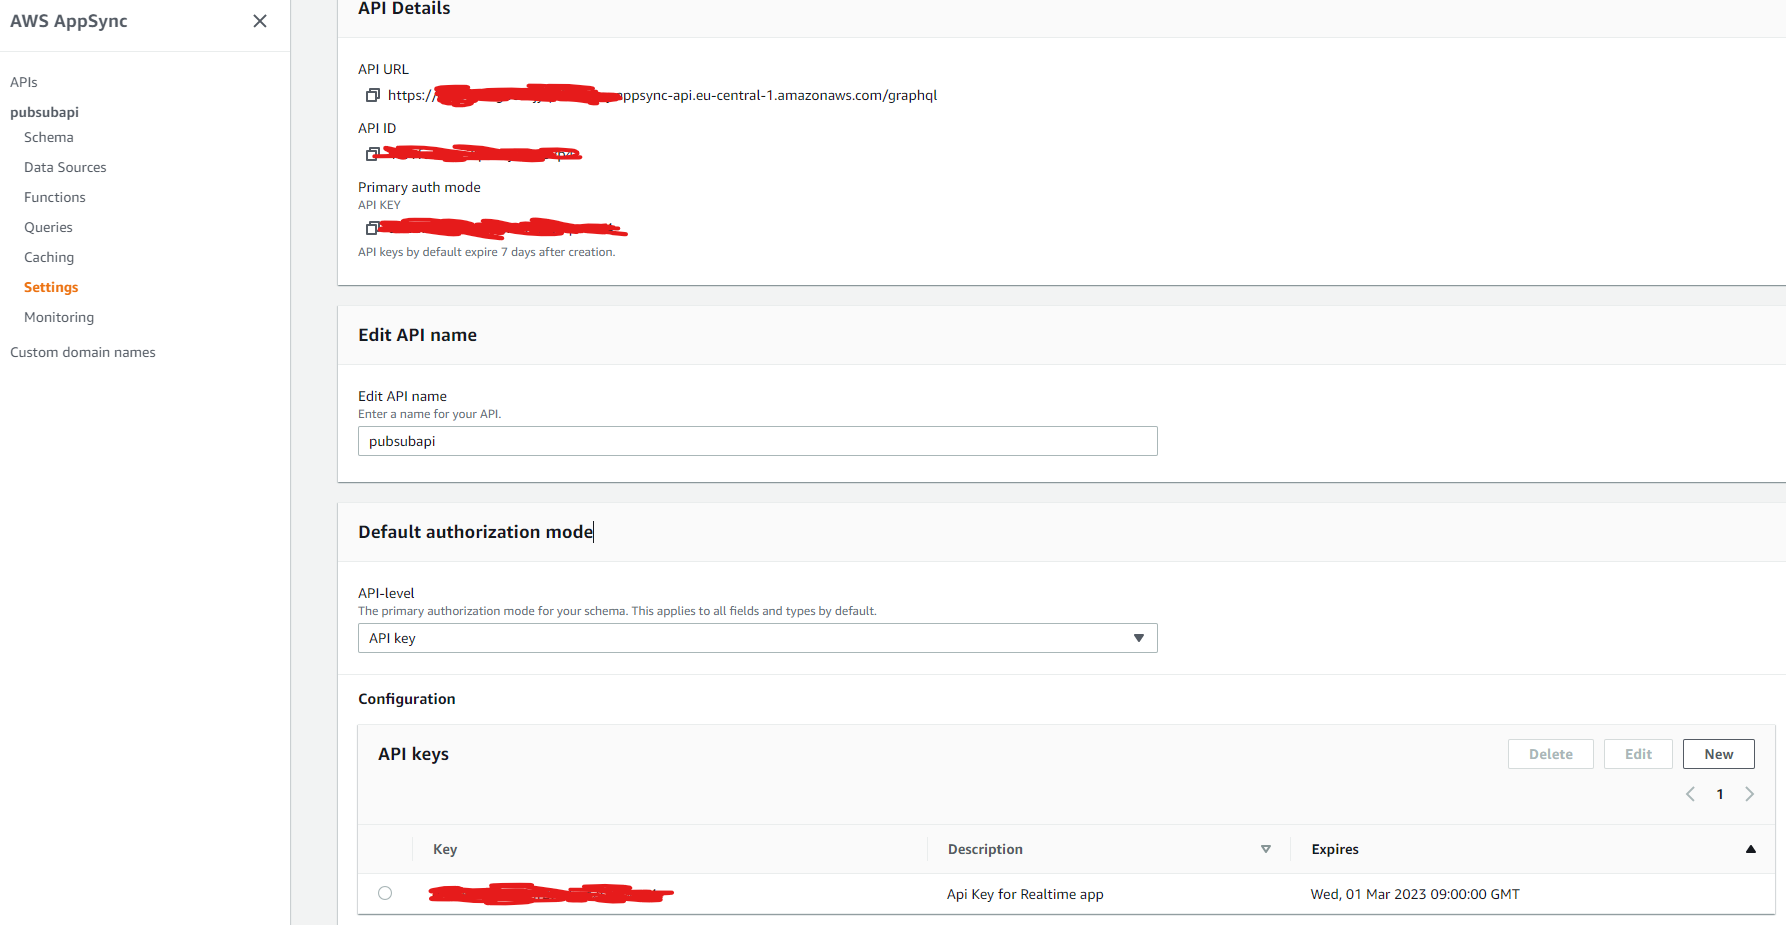 AWS AppSync
APIs
pubsubapi
Schema
Data Sources
Functions
Queries
Caching
Settings
Monitoring
Custom domain names
API Details
API URL
https:// appsync-api.eu-central-1.amazonaws.com/graphql
API ID
Primary auth mode
API KEY
API keys by default expire 7 days after creation.
Edit API name
Edit API name
Enter a name for your API.
pubsubapi
Default authorization mode
API-level
The primary authorization mode for your schema. This applies to all fields and types by default.
API key
Configuration
API keys
Delete Edit New
1
Key Description Expires
Api Key for Realtime app Wed, 01 Mar 2023 09:00:00 GMT